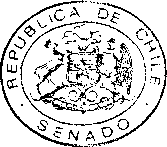 REPUBLICA DE CHILE
SENADO